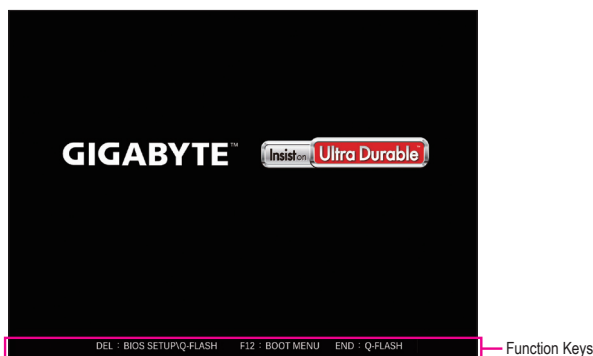 GIGABYTE™ Insist on Ultra Durable™
DEL : BIOS SETUP\Q-FLASH F12 : BOOT MENU END : Q-FLASH
Function Keys